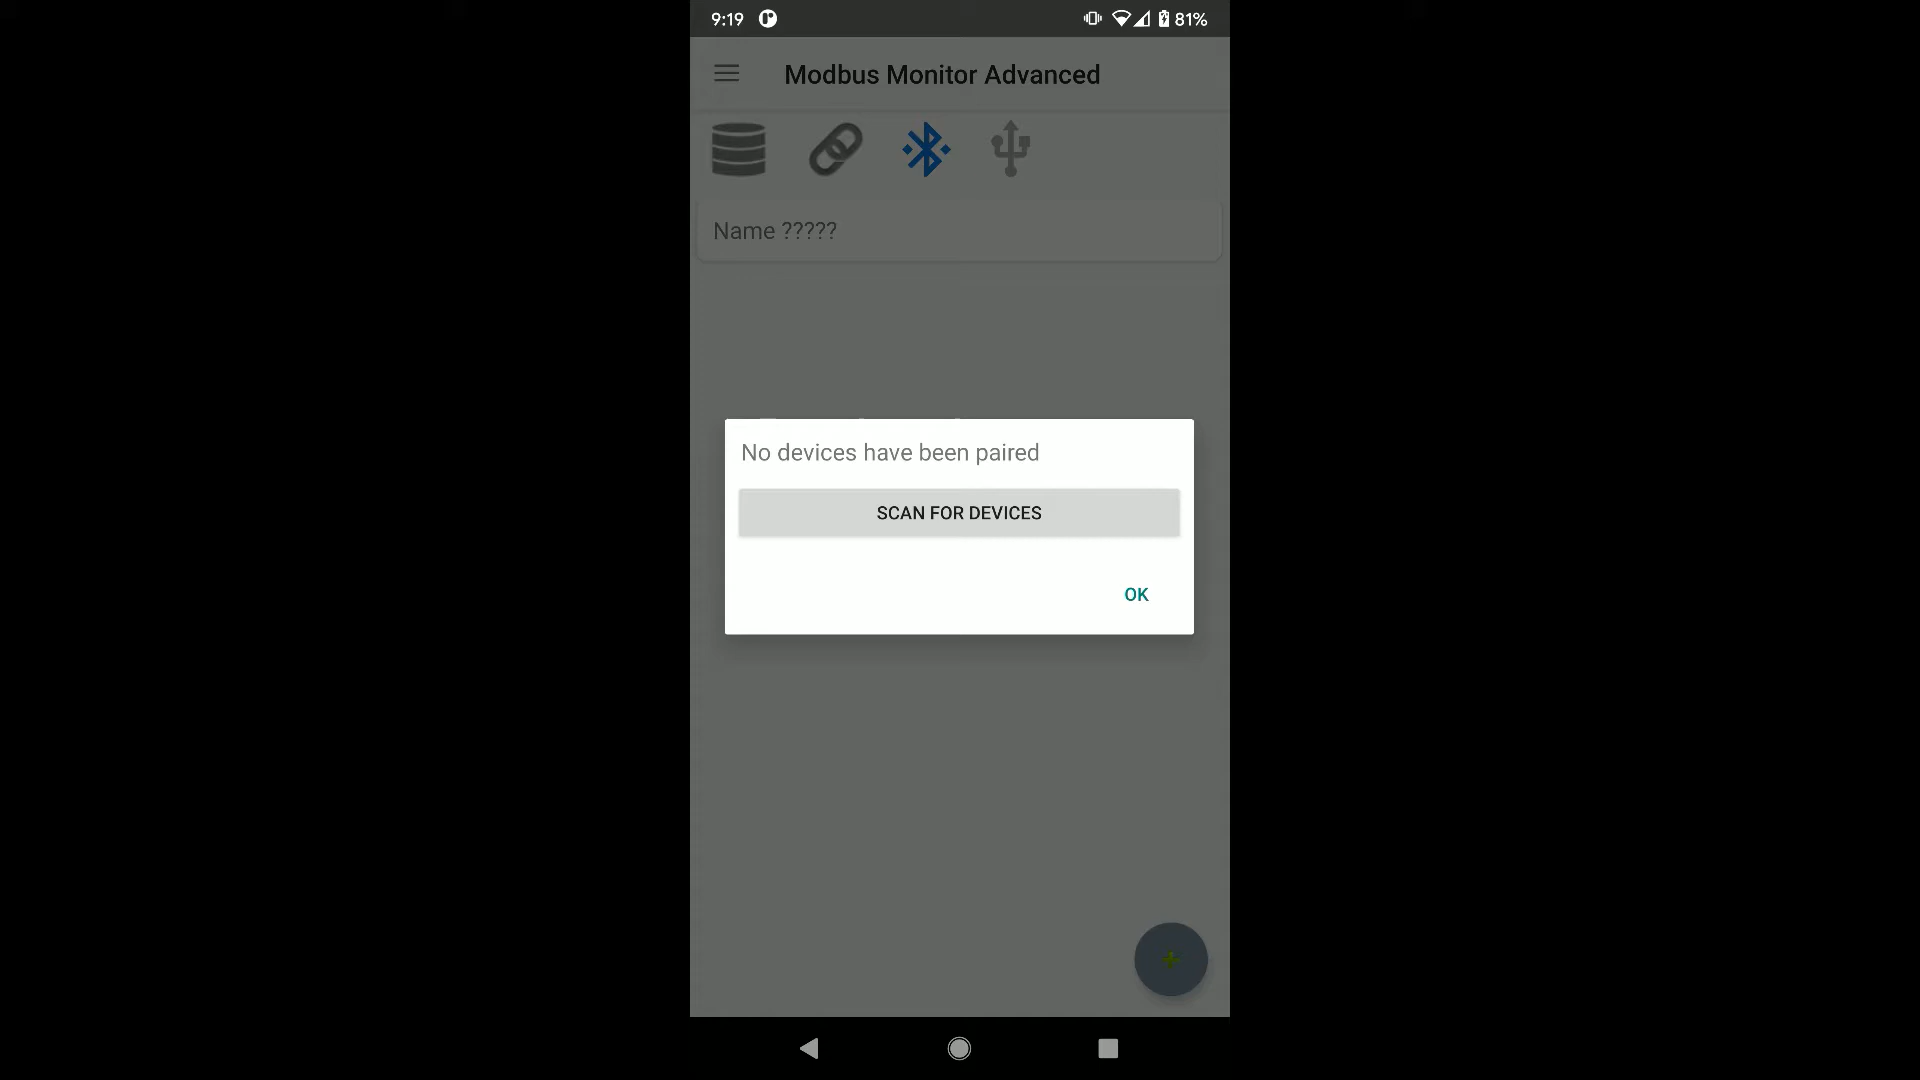 9:19
81%
Modbus Monitor Advanced
Name ?????
No devices have been paired
SCAN FOR DEVICES
OK